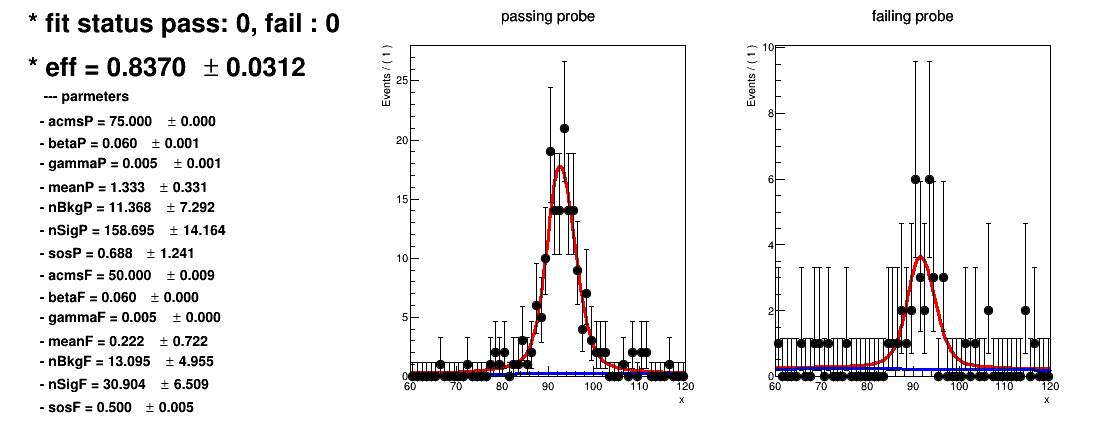 * fit status pass: 0, fail : 0
* eff = 0.8370 ± 0.0312
--- parmeters
- acmsP = 75.000 ± 0.000
- betaP = 0.060 ± 0.001
- gammaP = 0.005 ± 0.001
- meanP = 1.333 ± 0.331
- nBkgP = 11.368 ± 7.292
- nSigP = 158.695 ± 14.164
- sosP = 0.688 ± 1.241
- acmsF = 50.000 ± 0.009
- betaF = 0.060 ± 0.000
- gammaF = 0.005 ± 0.000
- meanF = 0.222 ± 0.722
- nBkgF = 13.095 ± 4.955
- nSigF = 30.904 ± 6.509
- sosF = 0.500 ± 0.005
passing probe
Events / ( 1 )
25
20
15
10
5
0
60 70 80 90 100 110 120
x
failing probe
Events / ( 1 )
10
8
6
4
2
0
60 70 80 90 100 110 120
x